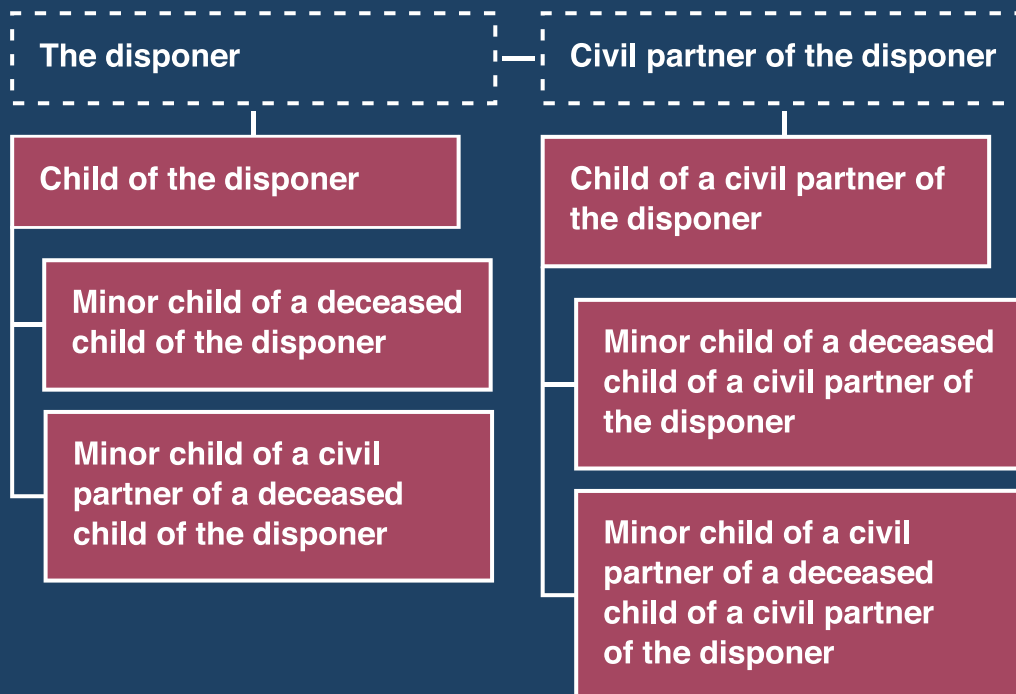 The disponer
Civil partner of the disponer
Child of the disponer
Minor child of a deceased
child of the disponer
Minor child of a civil
partner of a deceased
child of the disponer
Child of a civil partner of
the disponer
Minor child of a deceased
child of a civil partner of
the disponer
Minor child of a civil
partner of a deceased
child of a civil partner
of the disponer